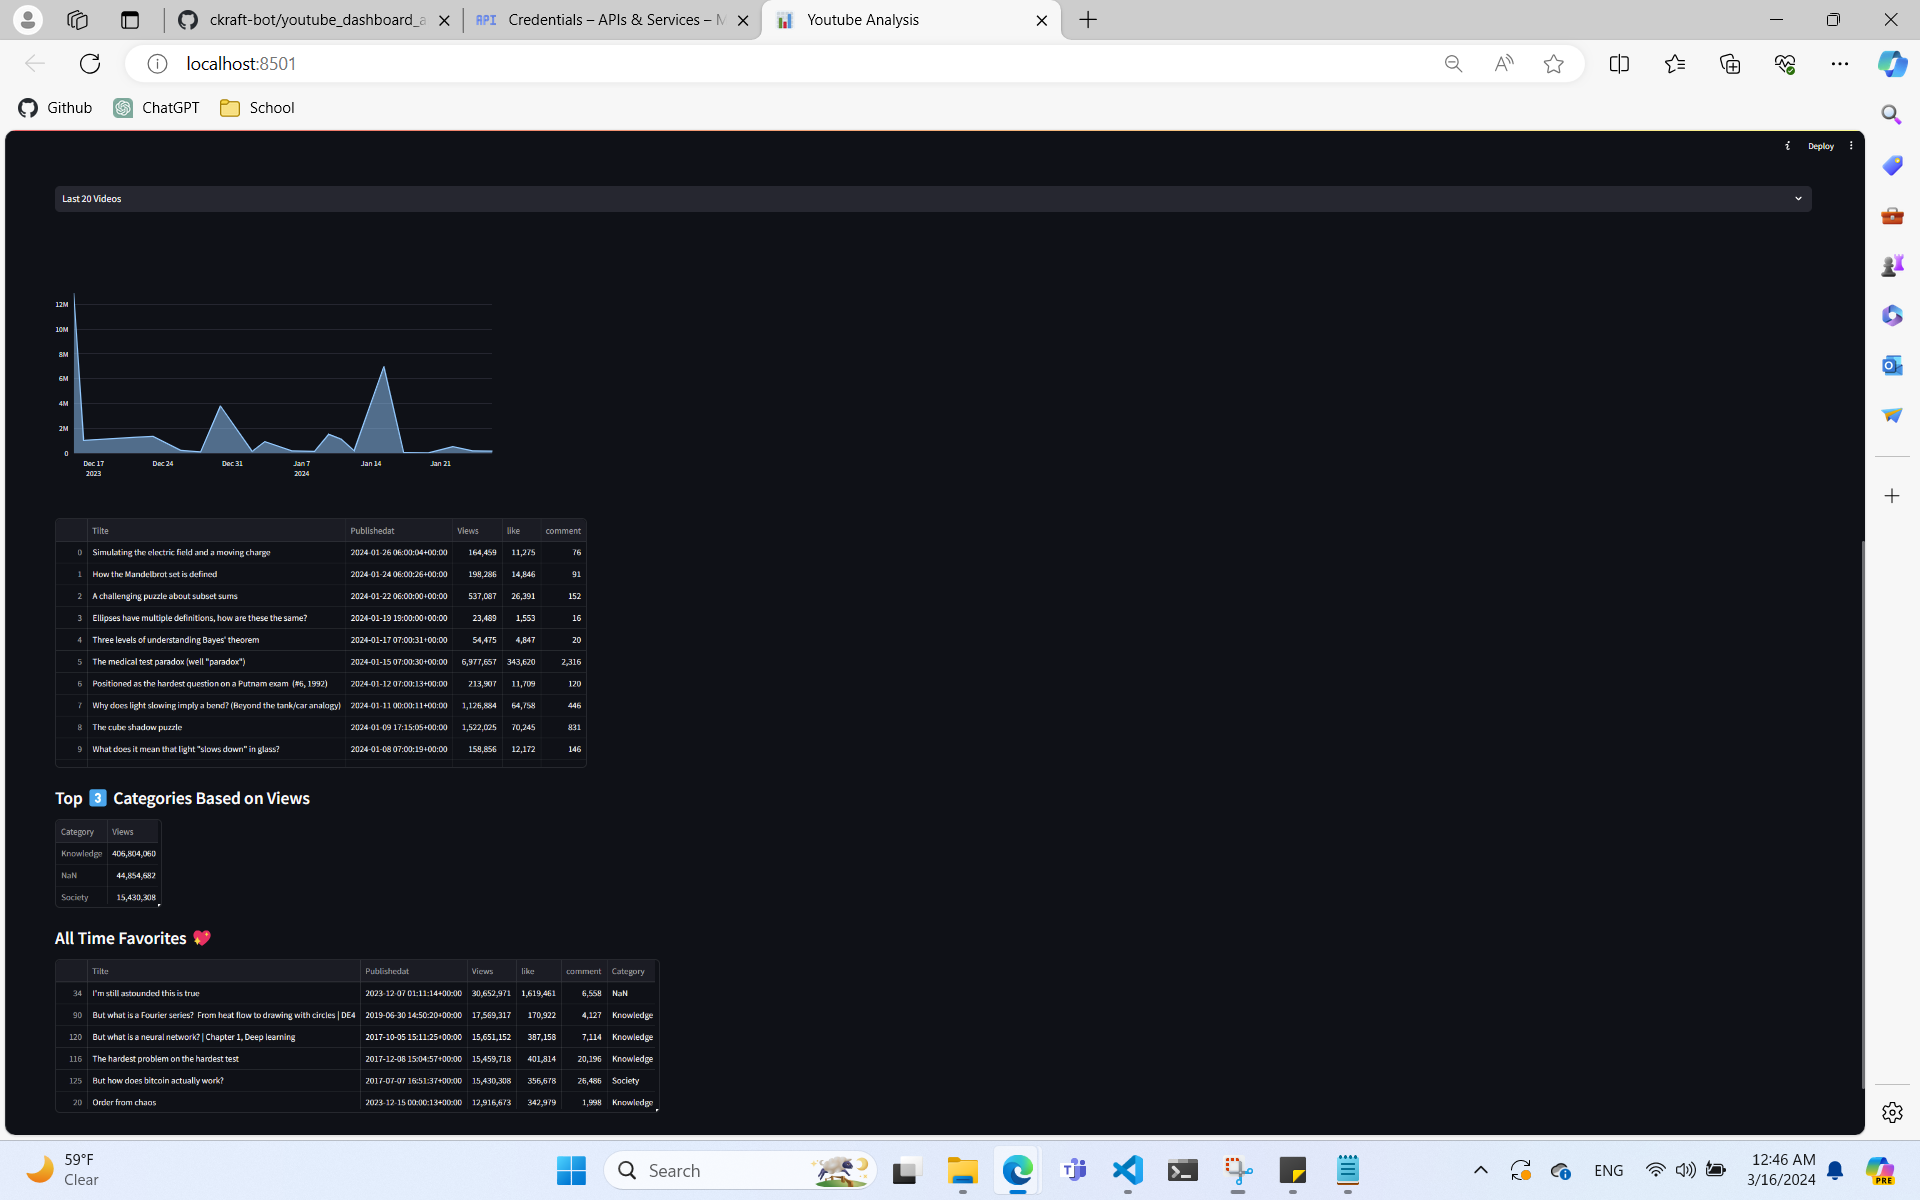 ckraft-bot/youtube_dashboard_a
API Credentials – APIs & Services – M
Youtube Analysis
localhost:8501
Github
ChatGPT
School
Deploy
Last 20 Videos
12M
10M
8M
6M
4M
2M
0
Dec 17 Dec 24 Dec 31 Jan 7 Jan 14 Jan 21
2023 2024
Tilte Publishedat Views like comment
0 Simulating the electric field and a moving charge 2024-01-26 06:00:04+00:00 164,459 11,275 76
1 How the Mandelbrot set is defined 2024-01-24 06:00:26+00:00 198,286 14,846 91
2 A challenging puzzle about subset sums 2024-01-22 06:00:00+00:00 537,087 26,391 152
3 Ellipses have multiple definitions, how are these the same? 2024-01-19 19:00:00+00:00 23,489 1,553 16
4 Three levels of understanding Bayes' theorem 2024-01-17 07:00:31+00:00 54,475 4,847 20
5 The medical test paradox (well "paradox") 2024-01-15 07:00:30+00:00 6,977,657 343,620 2,316
6 Positioned as the hardest question on a Putnam exam (#6, 1992) 2024-01-12 07:00:13+00:00 213,907 11,709 120
7 Why does light slowing imply a bend? (Beyond the tank/car analogy) 2024-01-11 00:00:11+00:00 1,126,884 64,758 446
8 The cube shadow puzzle 2024-01-09 17:15:05+00:00 1,522,025 70,245 831
9 What does it mean that light "slows down" in glass? 2024-01-08 07:00:19+00:00 158,856 12,172 146
Top 3 Categories Based on Views
Category Views
Knowledge 406,804,060
NaN 44,854,682
Society 15,430,308
All Time Favorites 💖
Tilte Publishedat Views like comment Category
34 I'm still astounded this is true 2023-12-07 01:11:14+00:00 30,652,971 1,619,461 6,558 NaN
90 But what is a Fourier series? From heat flow to drawing with circles | DE4 2019-06-30 14:50:20+00:00 17,569,317 170,922 4,127 Knowledge
120 But what is a neural network? | Chapter 1, Deep learning 2017-10-05 15:11:25+00:00 15,651,152 387,158 7,114 Knowledge
116 The hardest problem on the hardest test 2017-12-08 15:04:57+00:00 15,459,718 401,814 20,196 Knowledge
125 But how does bitcoin actually work? 2017-07-07 16:51:37+00:00 15,430,308 356,678 26,486 Society
20 Order from chaos 2023-12-15 00:00:13+00:00 12,916,673 342,979 1,998 Knowledge
59°F
Clear
Search
ENG
12:46 AM
3/16/2024
PRE